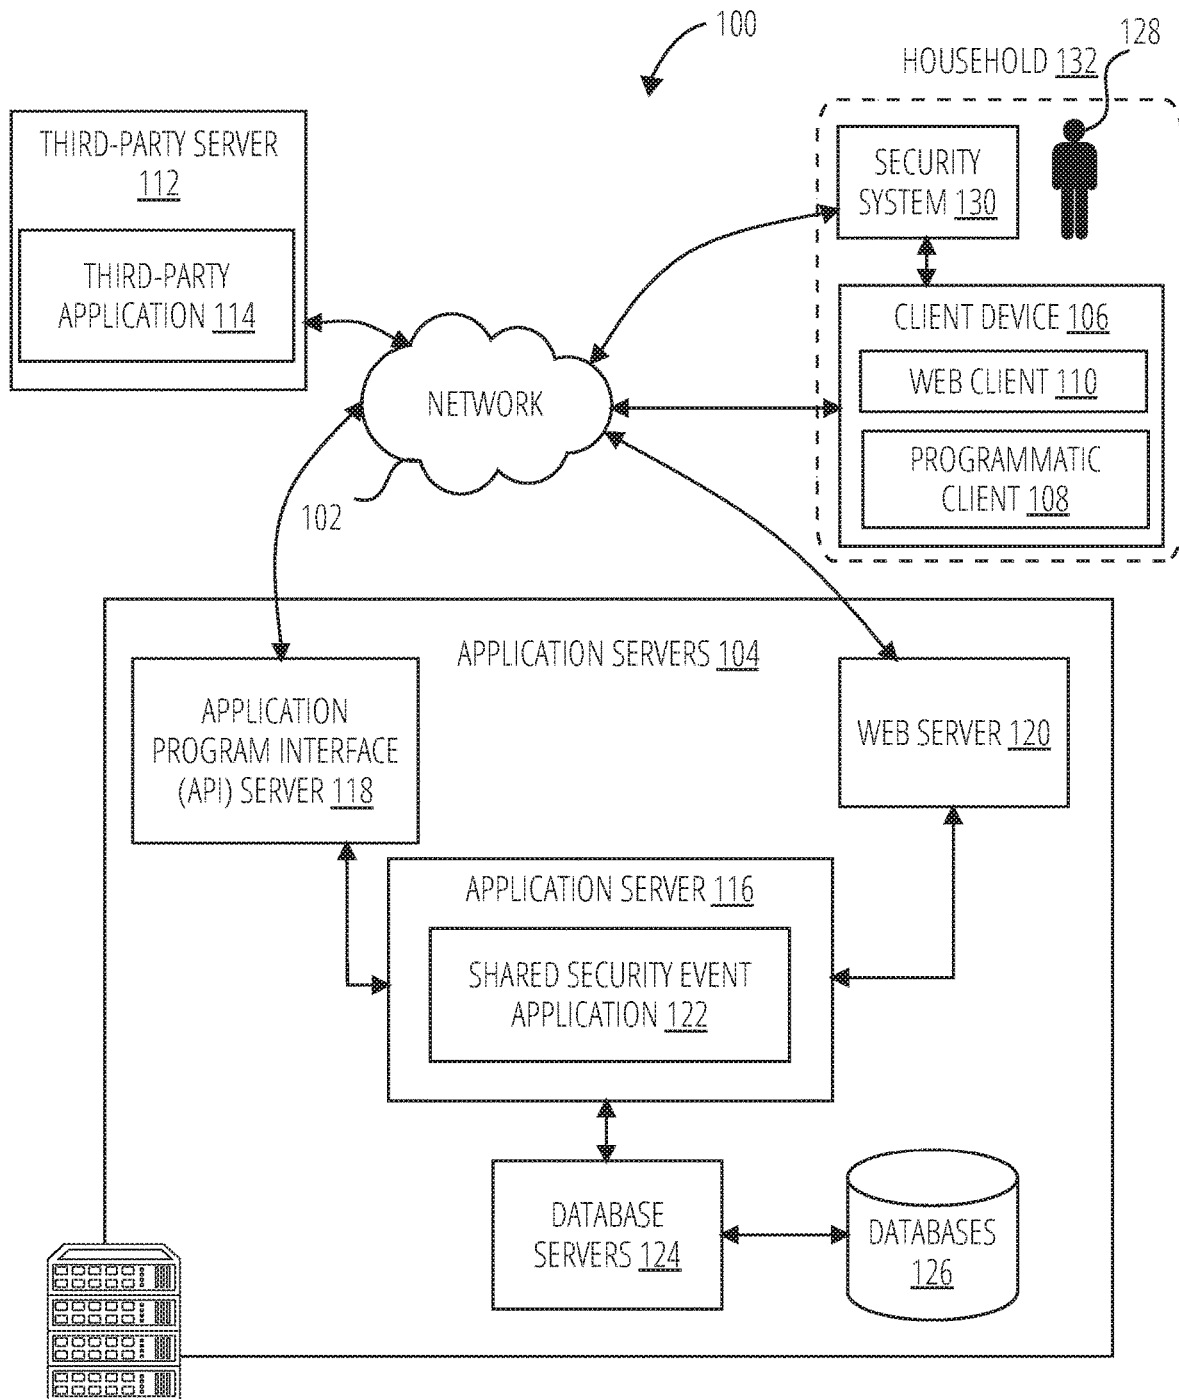 100
128
HOUSEHOLD 132
THIRD-PARTY SERVER
112
THIRD-PARTY
APPLICATION 114
SECURITY
SYSTEM 130
CLIENT DEVICE 106
WEB CLIENT 110
PROGRAMMATIC
CLIENT 108
NETWORK
102
APPLICATION SERVERS 104
APPLICATION
PROGRAM INTERFACE
(API) SERVER 118
WEB SERVER 120
APPLICATION SERVER 116
SHARED SECURITY EVENT
APPLICATION 122
DATABASE
SERVERS 124
DATABASES
126